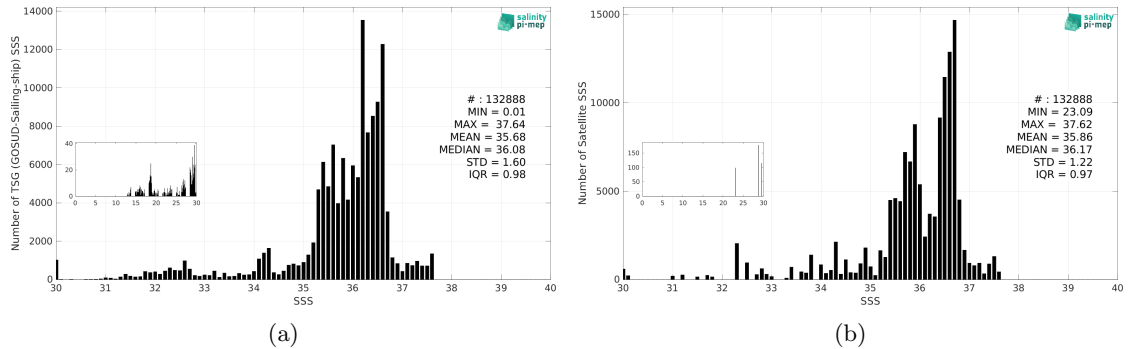 salinity
pi-mep
Number of TSG (GOSUD-Sailing-ship) SSS
14000
12000
10000
8000
6000
4000
2000
0
# : 132888
MIN = 0.01
MAX = 37.64
MEAN = 35.68
MEDIAN = 36.08
STD = 1.60
IQR = 0.98
40
20
0
0 5 10 15 20 25 30
30 31 32 33 34 35 36 37 38 39 40
SSS
(a)
salinity
pi-mep
Number of Satellite SSS
15000
10000
5000
0
# : 132888
MIN = 23.09
MAX = 37.62
MEAN = 35.86
MEDIAN = 36.17
STD = 1.22
IQR = 0.97
150
100
50
0
0 5 10 15 20 25 30
30 31 32 33 34 35 36 37 38 39 40
SSS
(b)